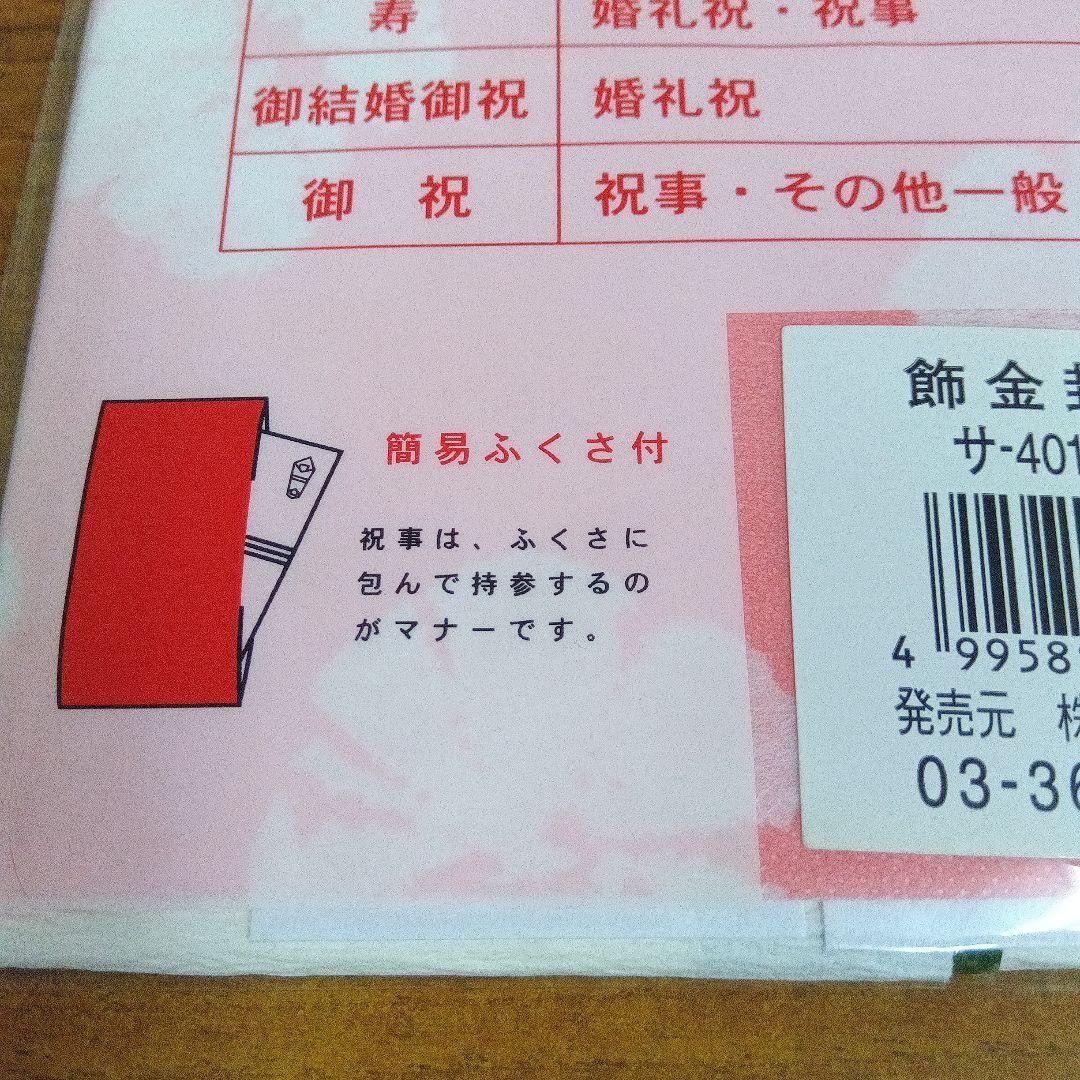 寿 婚礼祝・祝事
御結婚御祝 婚礼祝
御 祝 祝事・その他一般
簡易ふくさ付
祝事は、ふくさに
包んで持参するの
がマナーです。
飾金封
サ-401
4 99581
発売元 株
03-36